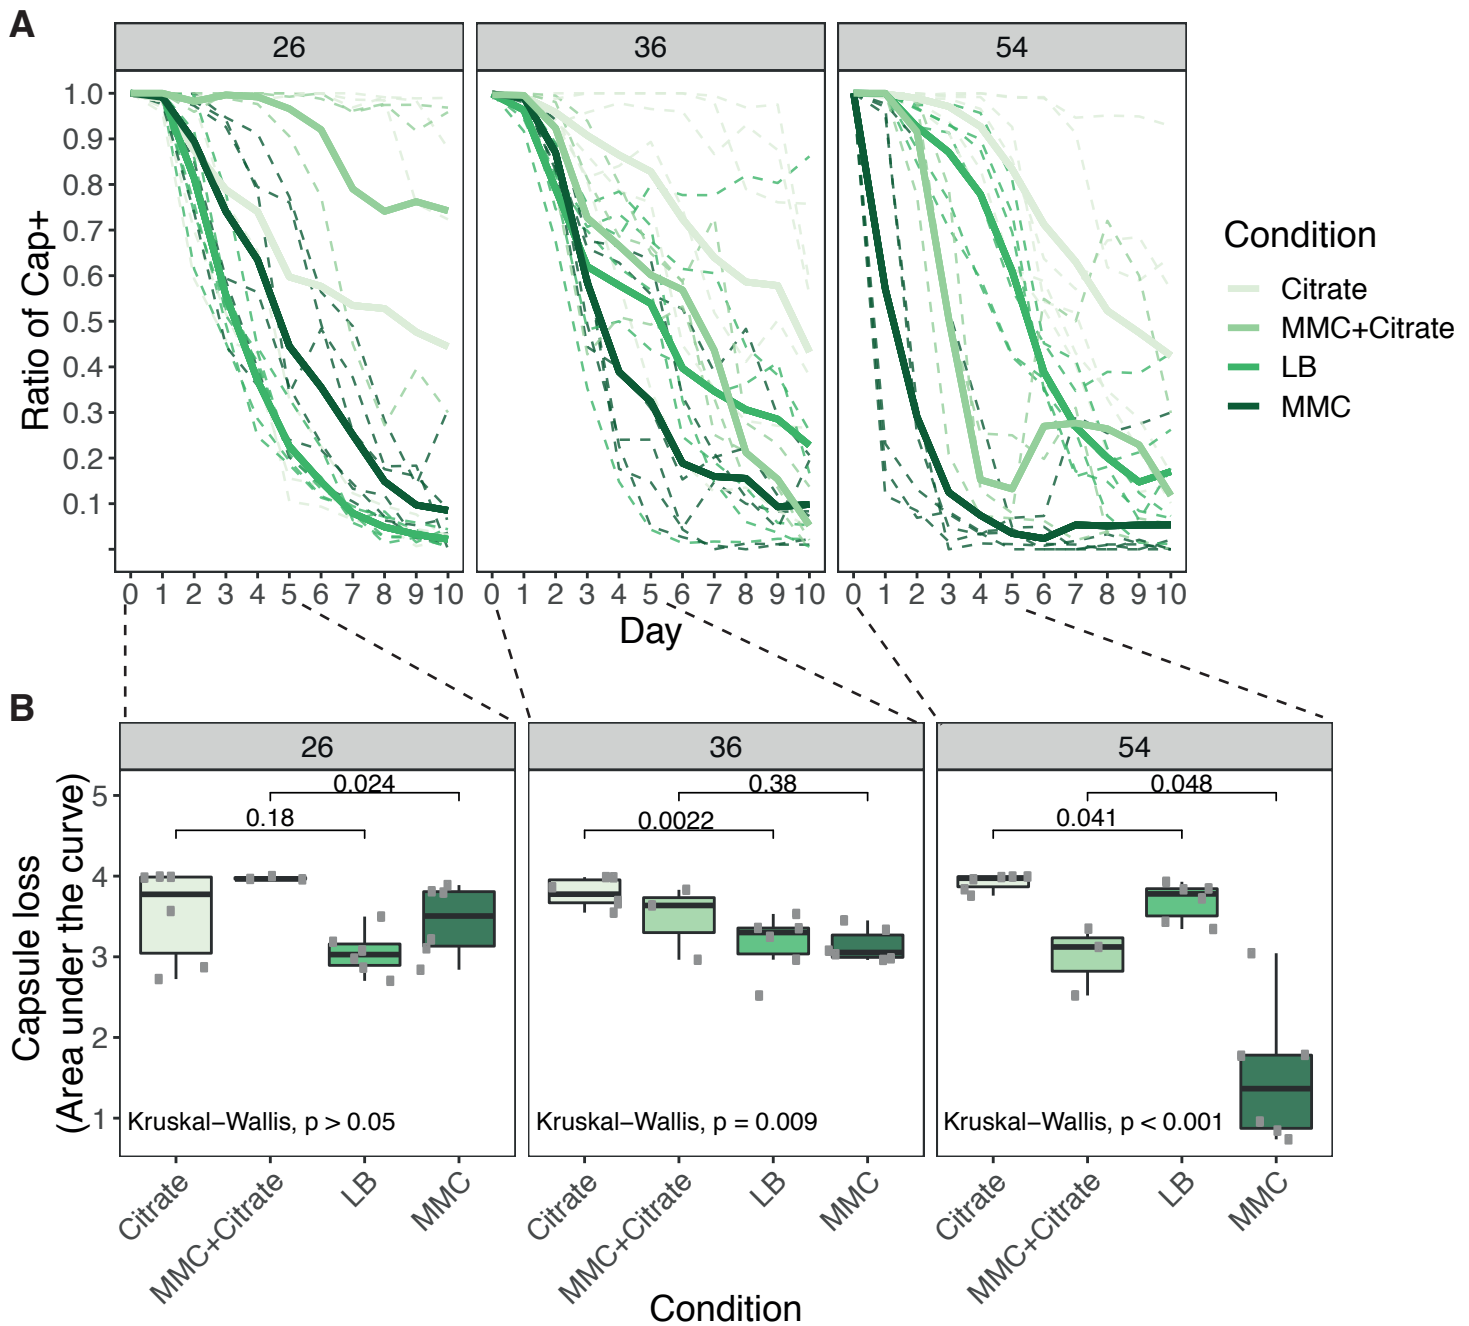 A
26 36 54
Ratio of Cap+
1.0
0.9
0.8
0.7
0.6
0.5
0.4
0.3
0.2
0.1
0 1 2 3 4 5 6 7 8 9 10 0 1 2 3 4 5 6 7 8 9 10 0 1 2 3 4 5 6 7 8 9 10
Day
Condition
Citrate
MMC+Citrate
LB
MMC
B
26 36 54
Capsule loss
(Area under the curve)
5
4
3
2
1
0.024 0.38 0.048
0.18 0.0022 0.041
Kruskal−Wallis, p > 0.05 Kruskal−Wallis, p = 0.009 Kruskal−Wallis, p < 0.001
Citrate MMC+Citrate LB MMC Citrate MMC+Citrate LB MMC Citrate MMC+Citrate LB MMC
Condition